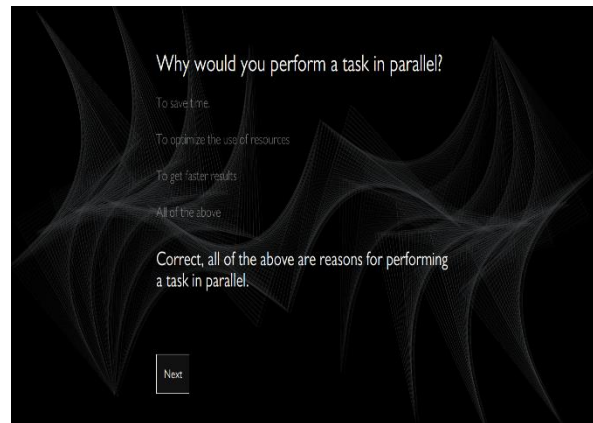 Why would you perform a task in parallel?
To save time.
To optimize the use of resources
To get faster results
All of the above
Correct, all of the above are reasons for performing
a task in parallel.
Next